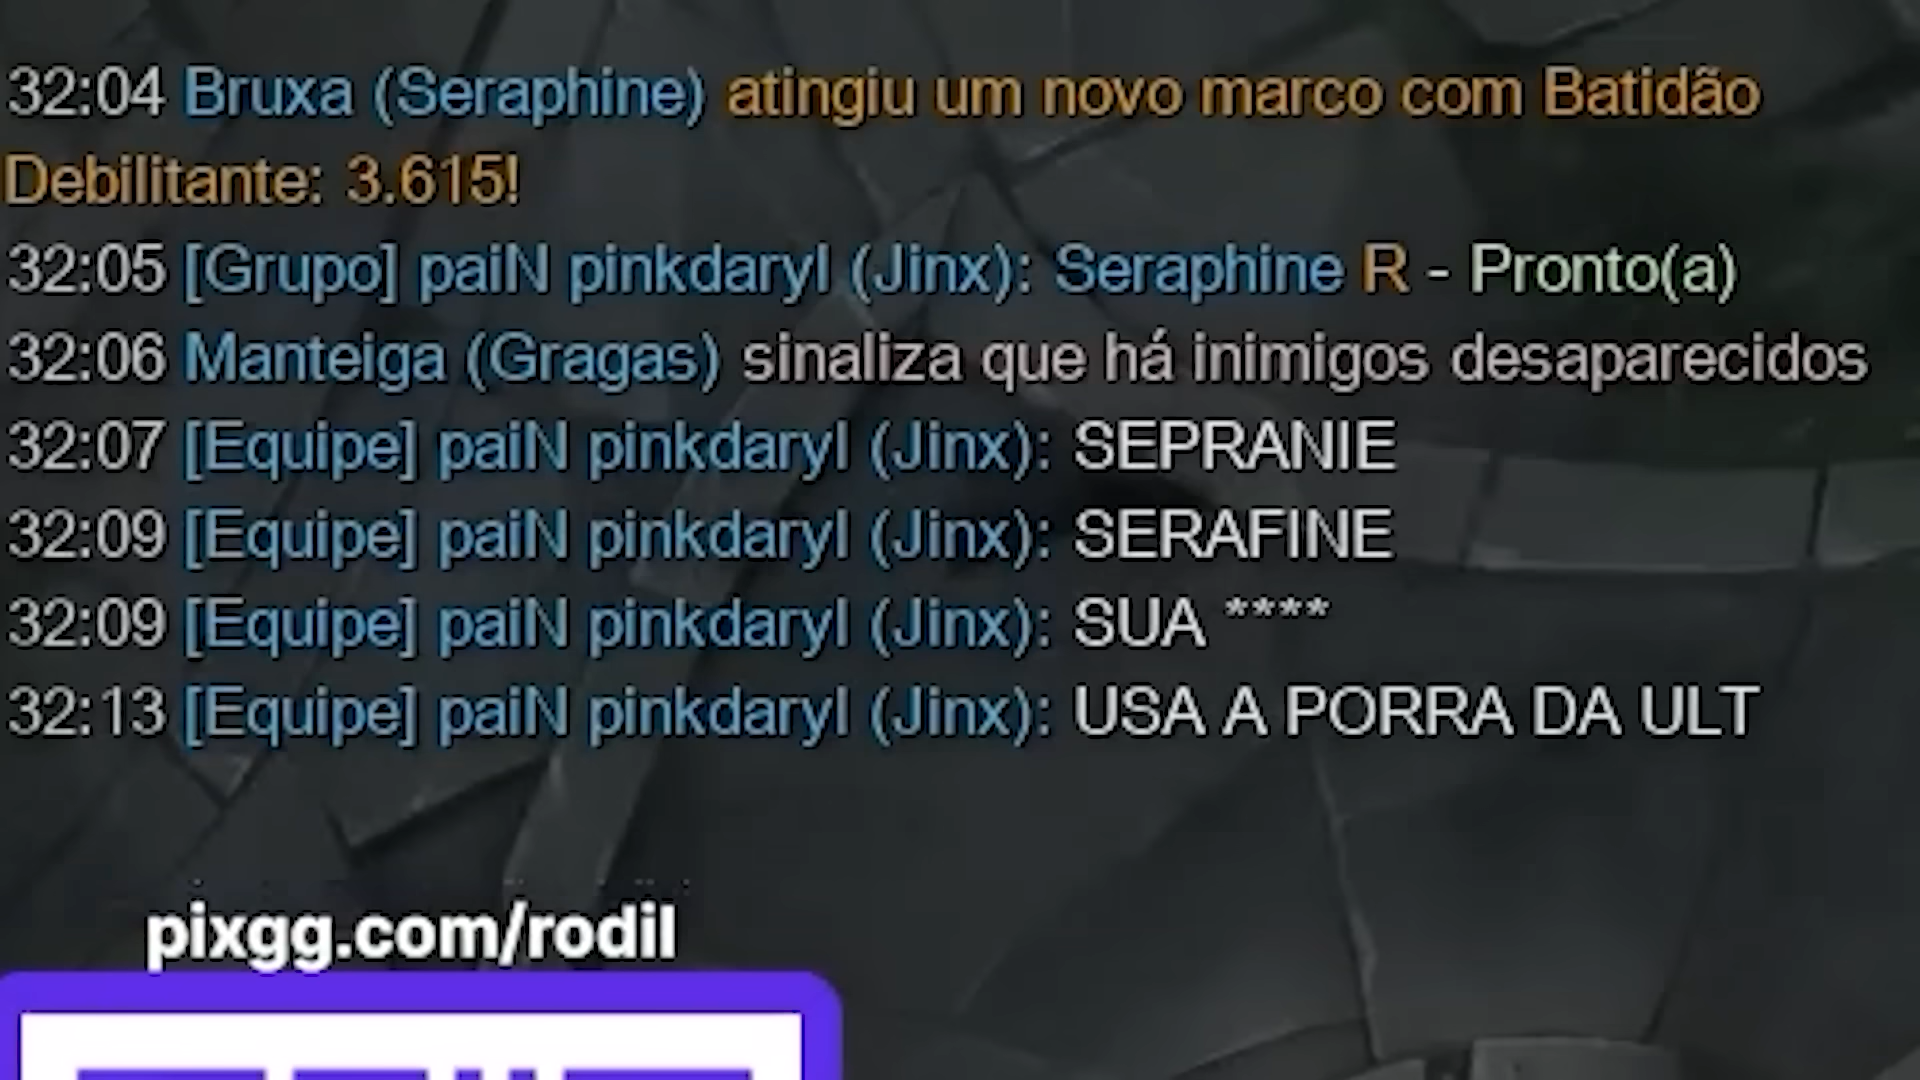 32:04 Bruxa (Seraphine) atingiu um novo marco com Batidão
Debilitante: 3.615!
32:05 [Grupo] paiN pinkdaryl (Jinx): Seraphine R - Pronto(a)
32:06 Manteiga (Gragas) sinaliza que há inimigos desaparecidos
32:07 [Equipe] paiN pinkdaryl (Jinx): SEPRANIE
32:09 [Equipe] paiN pinkdaryl (Jinx): SERAFINE
32:09 [Equipe] paiN pinkdaryl (Jinx): SUA ****
32:13 [Equipe] paiN pinkdaryl (Jinx): USA A PORRA DA ULT
pixgg.com/rodil